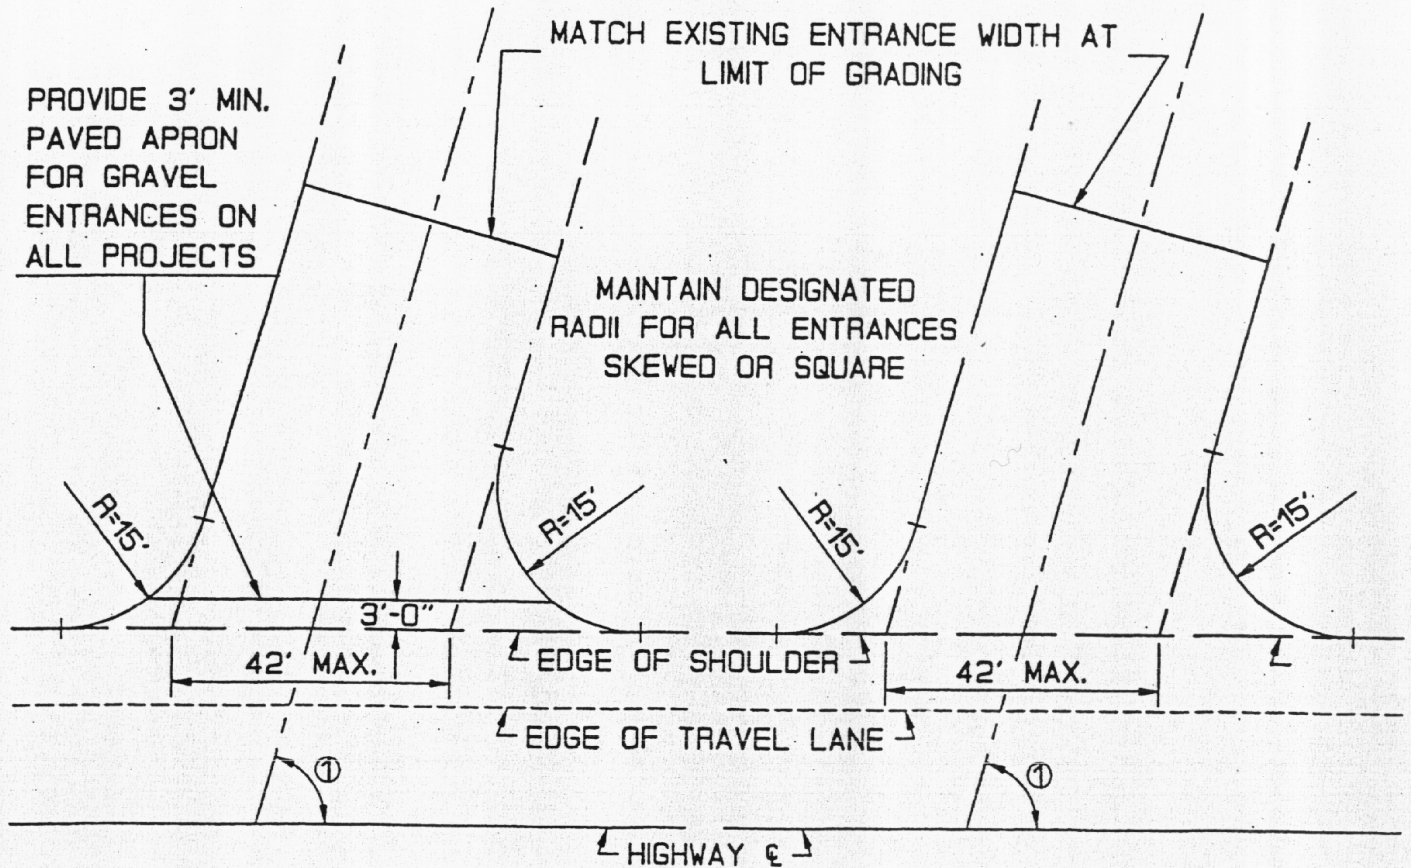 MATCH EXISTING ENTRANCE WIDTH AT
LIMIT OF GRADING
PROVIDE 3' MIN.
PAVED APRON
FOR GRAVEL
ENTRANCES ON
ALL PROJECTS
MAINTAIN DESIGNATED
RADII FOR ALL ENTRANCES
SKEWED OR SQUARE
R=15'
R=15'
R=15'
R=15'
3'-0"
EDGE OF SHOULDER
42' MAX.
42' MAX.
EDGE OF TRAVEL LANE
①
①
HIGHWAY ℄